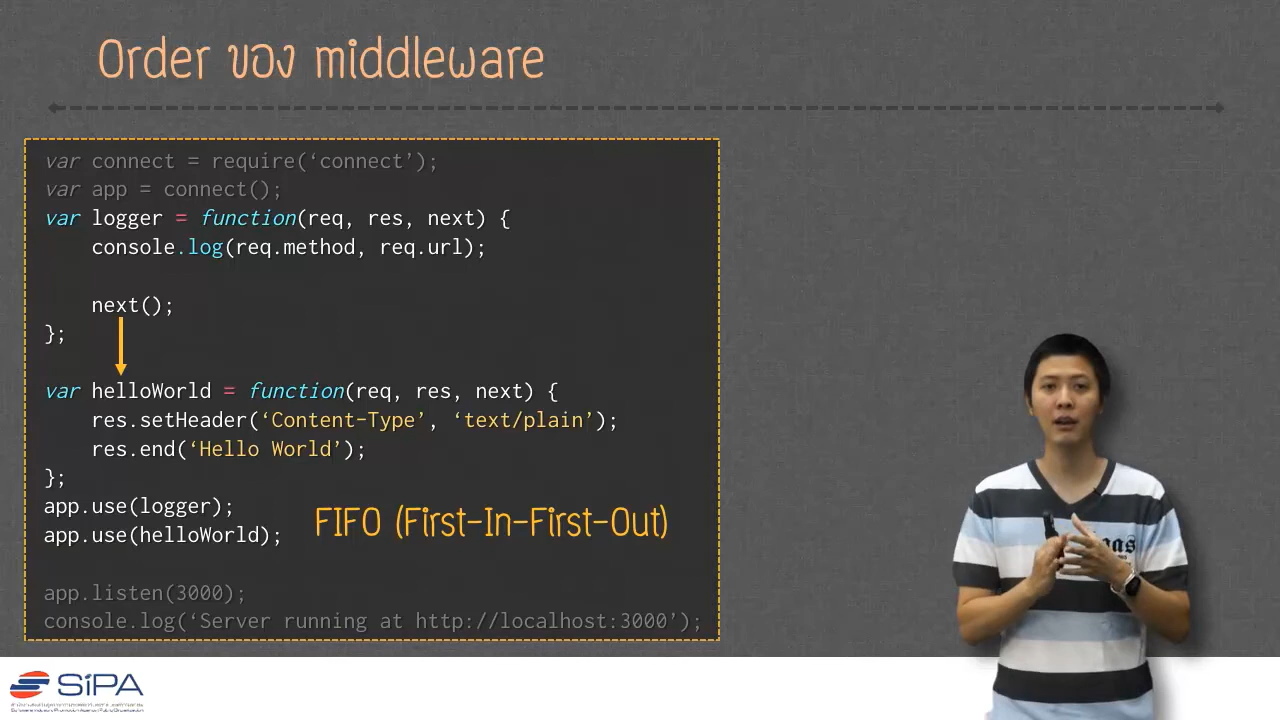 Order ของ middleware
var connect = require(‘connect’);
var app = connect();
var logger = function(req, res, next) {
console.log(req.method, req.url);
next();
};
var helloWorld = function(req, res, next) {
res.setHeader(‘Content-Type’, ‘text/plain’);
res.end(‘Hello World’);
};
app.use(logger);
app.use(helloWorld);
FIFO (First-In-First-Out)
app.listen(3000);
console.log(‘Server running at http://localhost:3000’);
SiPA